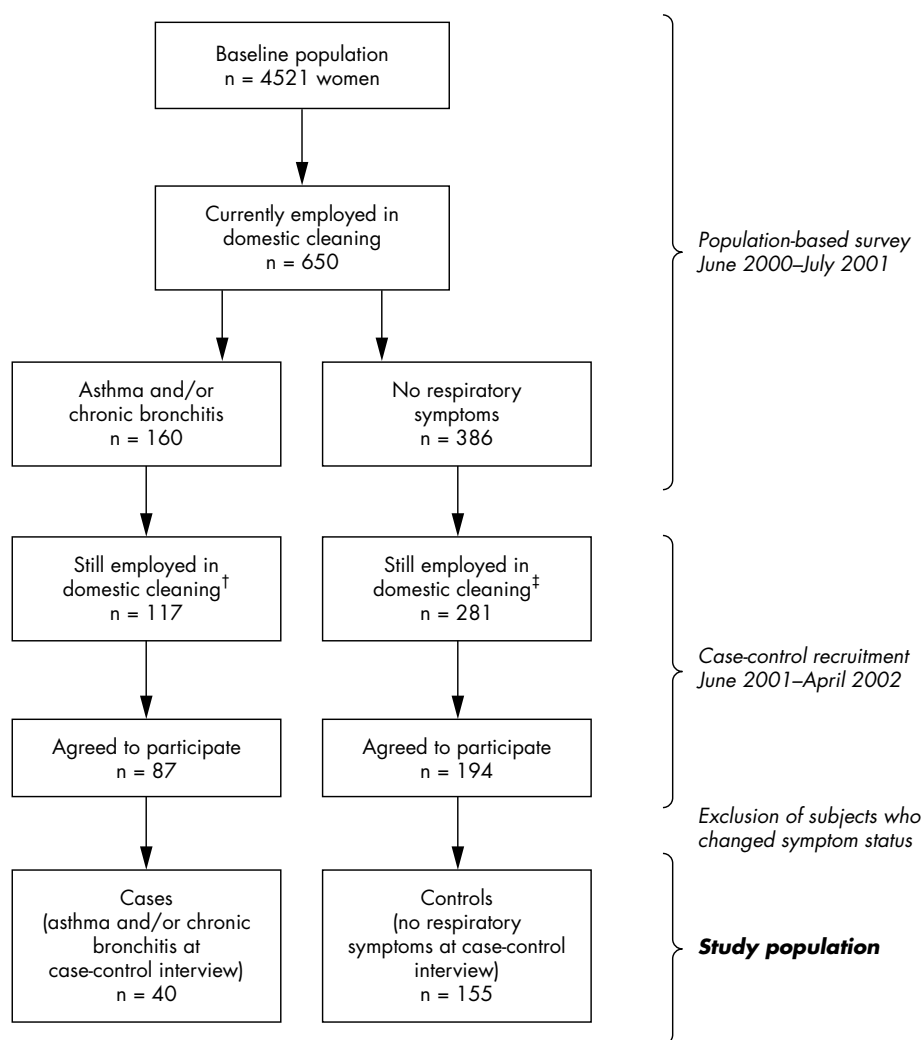 Baseline population
n = 4521 women
Currently employed in
domestic cleaning
n = 650
Population-based survey
June 2000–July 2001
Asthma and/or
chronic bronchitis
n = 160
No respiratory
symptoms
n = 386
Still employed in
domestic cleaning†
n = 117
Still employed in
domestic cleaning‡
n = 281
Case-control recruitment
June 2001–April 2002
Agreed to participate
n = 87
Agreed to participate
n = 194
Exclusion of subjects who
changed symptom status
Cases
(asthma and/or chronic
bronchitis at
case-control interview)
n = 40
Controls
(no respiratory
symptoms at case-control
interview)
n = 155
Study population